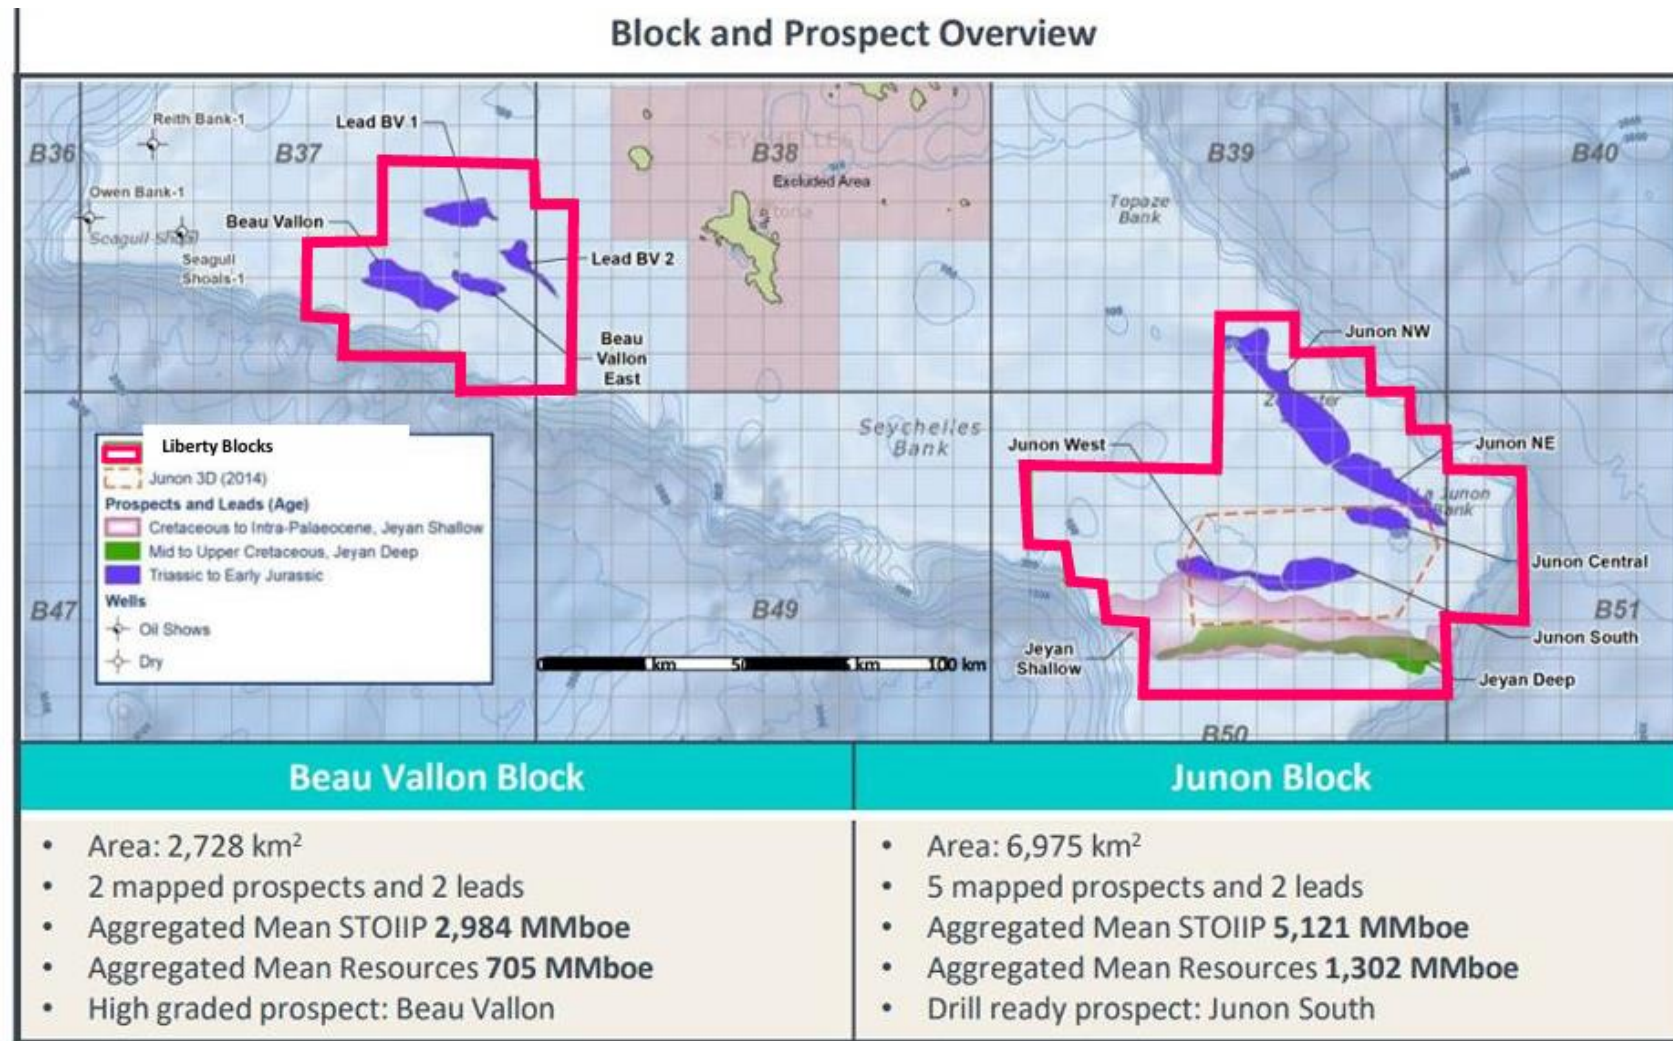 Block and Prospect Overview
Reith Bank-1
Lead BV 1
B36
B37
B38
B39
B40
SEYCHELLES
Excluded Area
Owen Bank-1
Beau Vallon
Topaze
Bank
Seagull
Shoals-1
Lead BV 2
Beau
Vallon
East
Junon NW
Seychelles
Bank
Junon West
Junon NE
La Junon
Bank
Liberty Blocks
Junon 3D (2014)
Prospects and Leads (Age)
Cretaceous to Intra-Palaeocene, Jeyan Shallow
Mid to Upper Cretaceous, Jeyan Deep
Triassic to Early Jurassic
Wells
Oil Shows
Dry
Junon Central
B47
B49
B51
Junon South
Jeyan
Shallow
Jeyan Deep
0 km 50 km 100 km
B50
Beau Vallon Block
Junon Block
• Area: 2,728 km²
• 2 mapped prospects and 2 leads
• Aggregated Mean STOIIP 2,984 MMboe
• Aggregated Mean Resources 705 MMboe
• High graded prospect: Beau Vallon
• Area: 6,975 km²
• 5 mapped prospects and 2 leads
• Aggregated Mean STOIIP 5,121 MMboe
• Aggregated Mean Resources 1,302 MMboe
• Drill ready prospect: Junon South